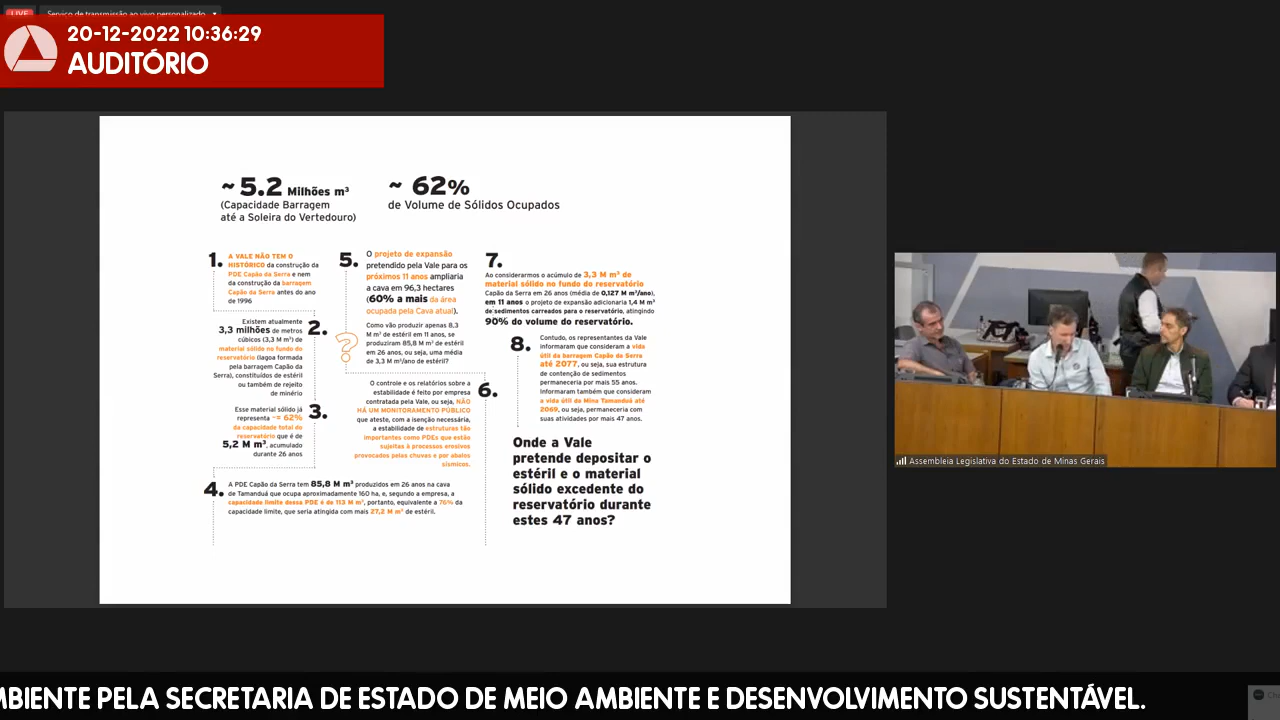 LIVE
Serviço de transmissão ao vivo personalizado
20-12-2022 10:36:29
AUDITÓRIO
~ 5.2 Milhões m³
(Capacidade Barragem
até a Soleira do Vertedouro)
~ 62%
de Volume de Sólidos Ocupados
1.
A VALE NÃO TEM O
HISTÓRICO da construção da
PDE Capão da Serra e nem
da construção da barragem
Capão da Serra antes do ano
de 1996
2.
Existem atualmente
3,3 milhões de metros
cúbicos (3,3 M m³) de
material sólido no fundo do
reservatório (lagoa formada
pela barragem Capão da
Serra), constituídos de estéril
ou também de rejeito
de minério
3.
Esse material sólido já
representa ~= 62%
da capacidade total do
reservatório que é de
5,2 M m³, acumulado
durante 26 anos
4.
A PDE Capão da Serra tem 85,8 M m³ produzidos em 26 anos na cava
de Tamanduá que ocupa aproximadamente 160 ha, e, segundo a empresa, a
capacidade limite dessa PDE é de 113 M m³, portanto, equivalente a 76% da
capacidade limite, que seria atingida com mais 27,2 M m³ de estéril.
5.
O projeto de expansão
pretendido pela Vale para os
próximos 11 anos ampliaria
a cava em 96,3 hectares
(60% a mais da área
ocupada pela Cava atual).
?
Como vão produzir apenas 8,3
M m³ de estéril em 11 anos, se
produziram 85,8 M m³ de estéril
em 26 anos, ou seja, uma média
de 3,3 M m³/ano de estéril?
6.
O controle e os relatórios sobre a
estabilidade é feito por empresa
contratada pela Vale, ou seja, NÃO
HÁ UM MONITORAMENTO PÚBLICO
que ateste, com a isenção necessária,
a estabilidade de estruturas tão
importantes como PDEs que estão
sujeitas à processos erosivos
provocados pelas chuvas e por abalos
sísmicos.
7.
Ao considerarmos o acúmulo de 3,3 M m³ de
material sólido no fundo do reservatório
Capão da Serra em 26 anos (média de 0,127 M m³/ano),
em 11 anos o projeto de expansão adicionaria 1,4 M m³
de sedimentos carreados para o reservatório, atingindo
90% do volume do reservatório.
8.
Contudo, os representantes da Vale
informaram que consideram a vida
útil da barragem Capão da Serra
até 2077, ou seja, sua estrutura
de contenção de sedimentos
permaneceria por mais 55 anos.
Informaram também que consideram
a vida útil da Mina Tamanduá até
2069, ou seja, permaneceria com
suas atividades por mais 47 anos.
Onde a Vale
pretende depositar o
estéril e o material
sólido excedente do
reservatório durante
estes 47 anos?
Assembleia Legislativa do Estado de Minas Gerais
MBIENTE PELA SECRETARIA DE ESTADO DE MEIO AMBIENTE E DESENVOLVIMENTO SUSTENTÁVEL.